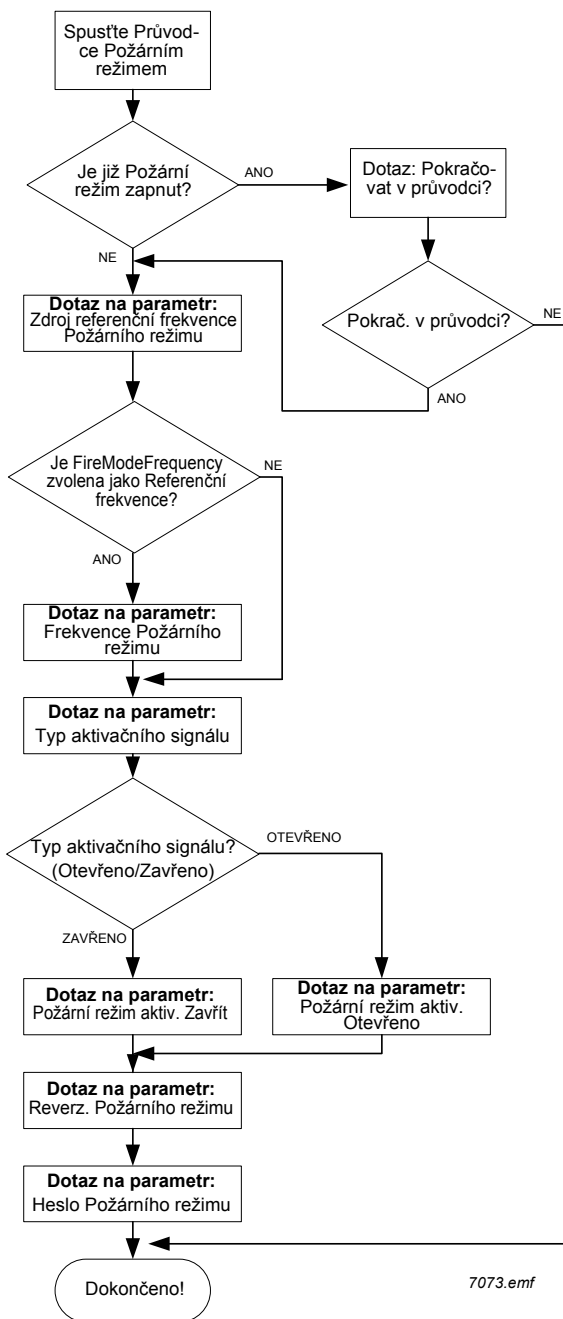 Spusťte Průvod-
ce Požárním
režimem
Je již Požární
režim zapnut?
ANO
Dotaz: Pokračo-
vat v průvodci?
NE
Pokrač. v průvodci?
NE
ANO
Dotaz na parametr:
Zdroj referenční frekvence
Požárního režimu
Je FireModeFrequency
zvolena jako Referenční
frekvence?
NE
ANO
Dotaz na parametr:
Frekvence Požárního
režimu
Dotaz na parametr:
Typ aktivačního signálu
Typ aktivačního signálu?
(Otevřeno/Zavřeno)
OTEVŘENO
ZAVŘENO
Dotaz na parametr:
Požární režim aktiv. Zavřít
Dotaz na parametr:
Požární režim aktiv.
Otevřeno
Dotaz na parametr:
Reverz. Požárního režimu
Dotaz na parametr:
Heslo Požárního režimu
Dokončeno!
7073.emf